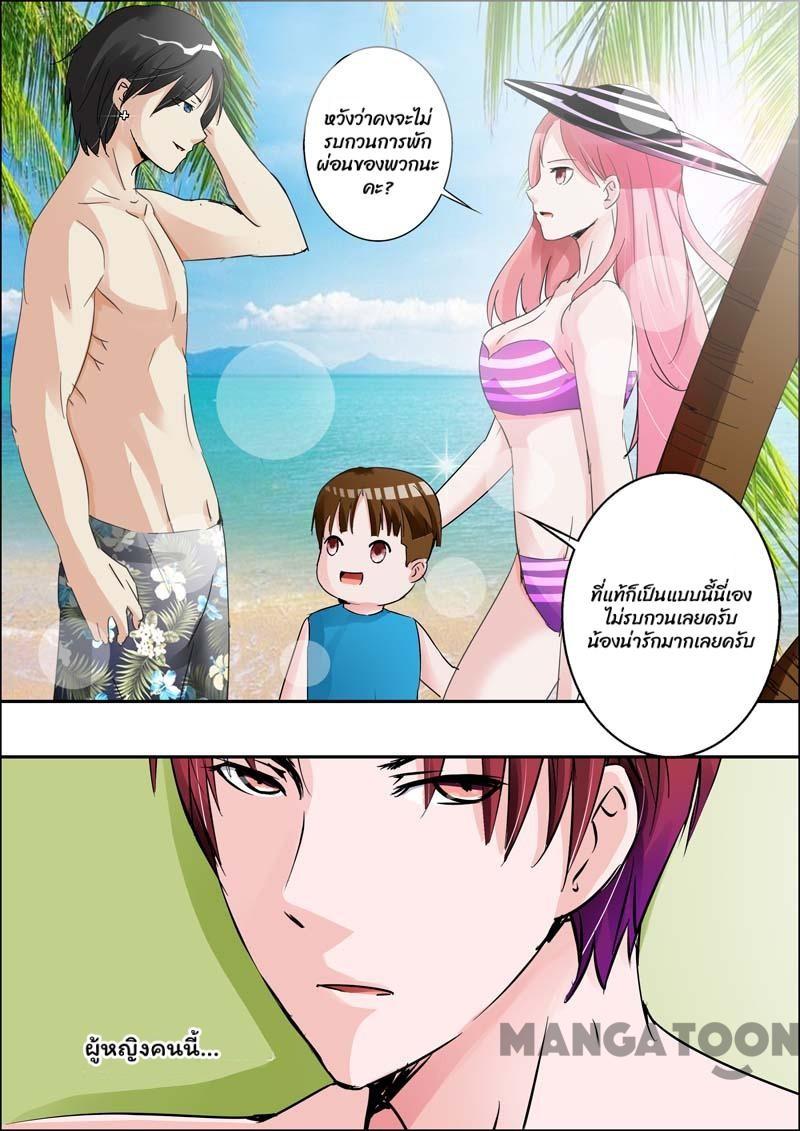 หวังว่าคงจะไม่
รบกวนการพัก
ผ่อนของพวกนะ
คะ?
ที่แท้ก็เป็นแบบนี้นี่เอง
ไม่รบกวนเลยครับ
น้องน่ารักมากเลยครับ
ผู้หญิงคนนี้...
MANGATOON